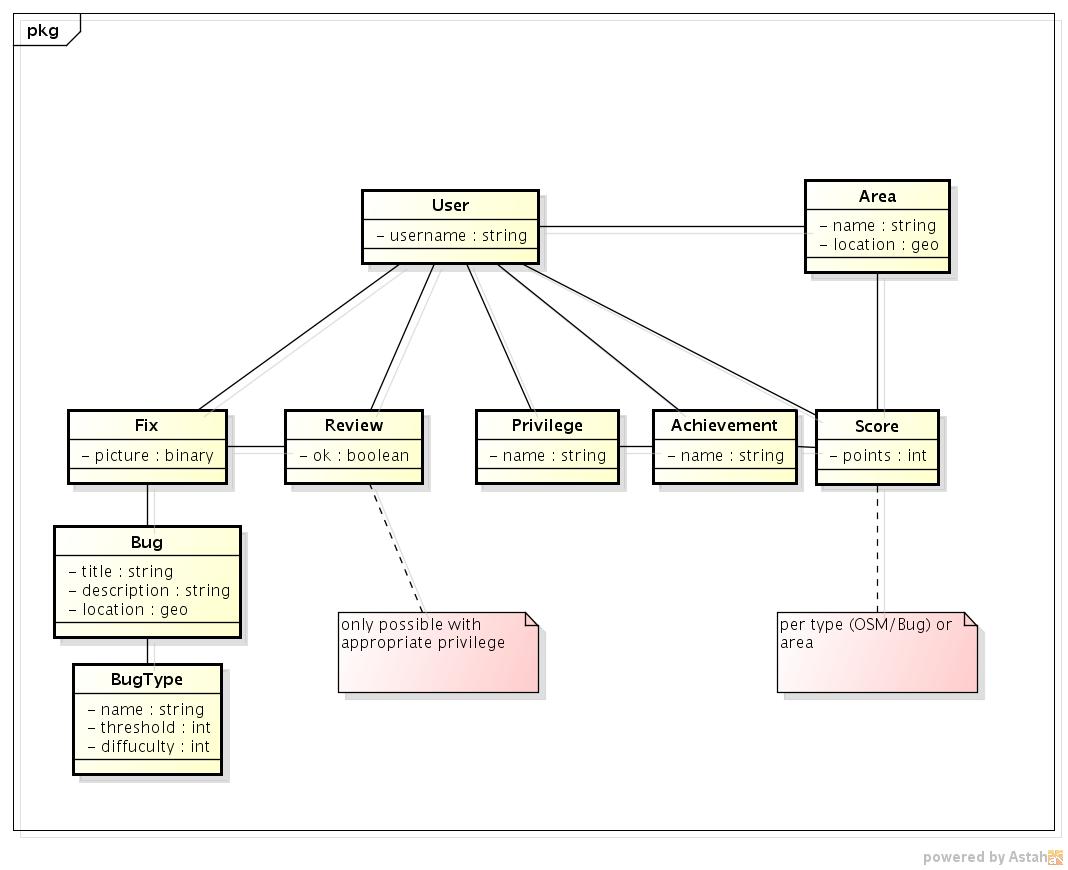 pkg
User
– username : string
Area
– name : string
– location : geo
Fix
– picture : binary
Review
– ok : boolean
Privilege
– name : string
Achievement
– name : string
Score
– points : int
Bug
– title : string
– description : string
– location : geo
only possible with
appropriate privilege
per type (OSM/Bug) or
area
BugType
– name : string
– threshold : int
– diffuculty : int
powered by Astah